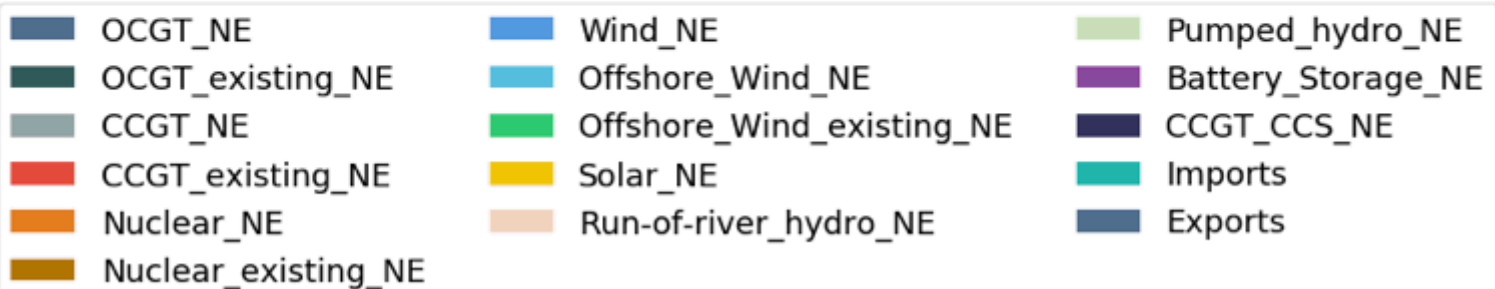 OCGT_NE
OCGT_existing_NE
CCGT_NE
CCGT_existing_NE
Nuclear_NE
Nuclear_existing_NE
Wind_NE
Offshore_Wind_NE
Offshore_Wind_existing_NE
Solar_NE
Run-of-river_hydro_NE
Pumped_hydro_NE
Battery_Storage_NE
CCGT_CCS_NE
Imports
Exports